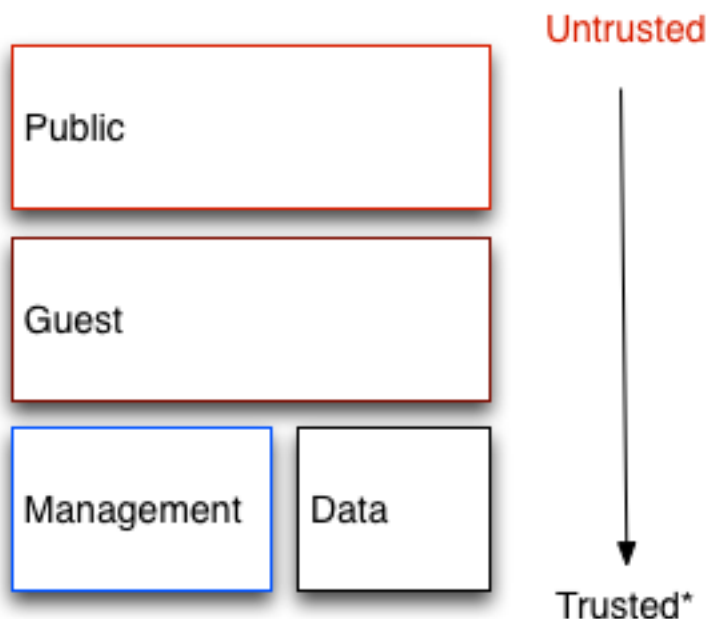 Untrusted
Public
Guest
Management
Data
Trusted*